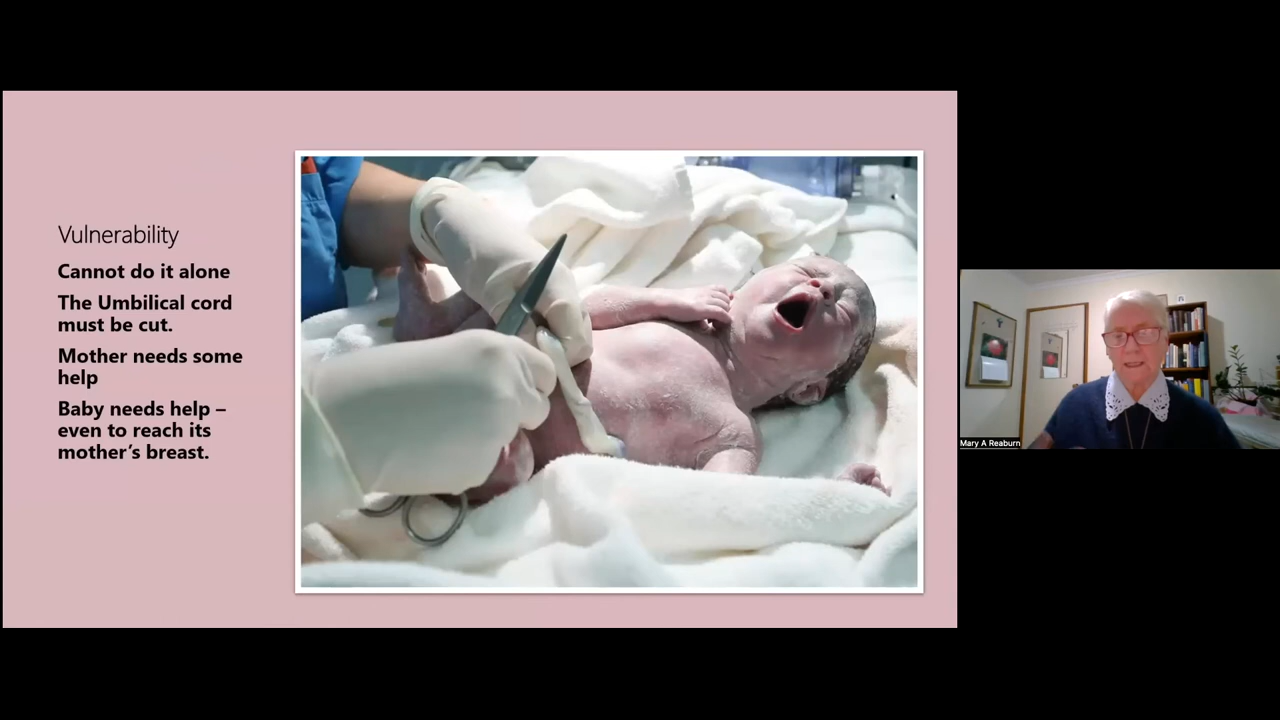 Vulnerability
Cannot do it alone
The Umbilical cord
must be cut.
Mother needs some
help
Baby needs help –
even to reach its
mother’s breast.
Mary A Reaburn